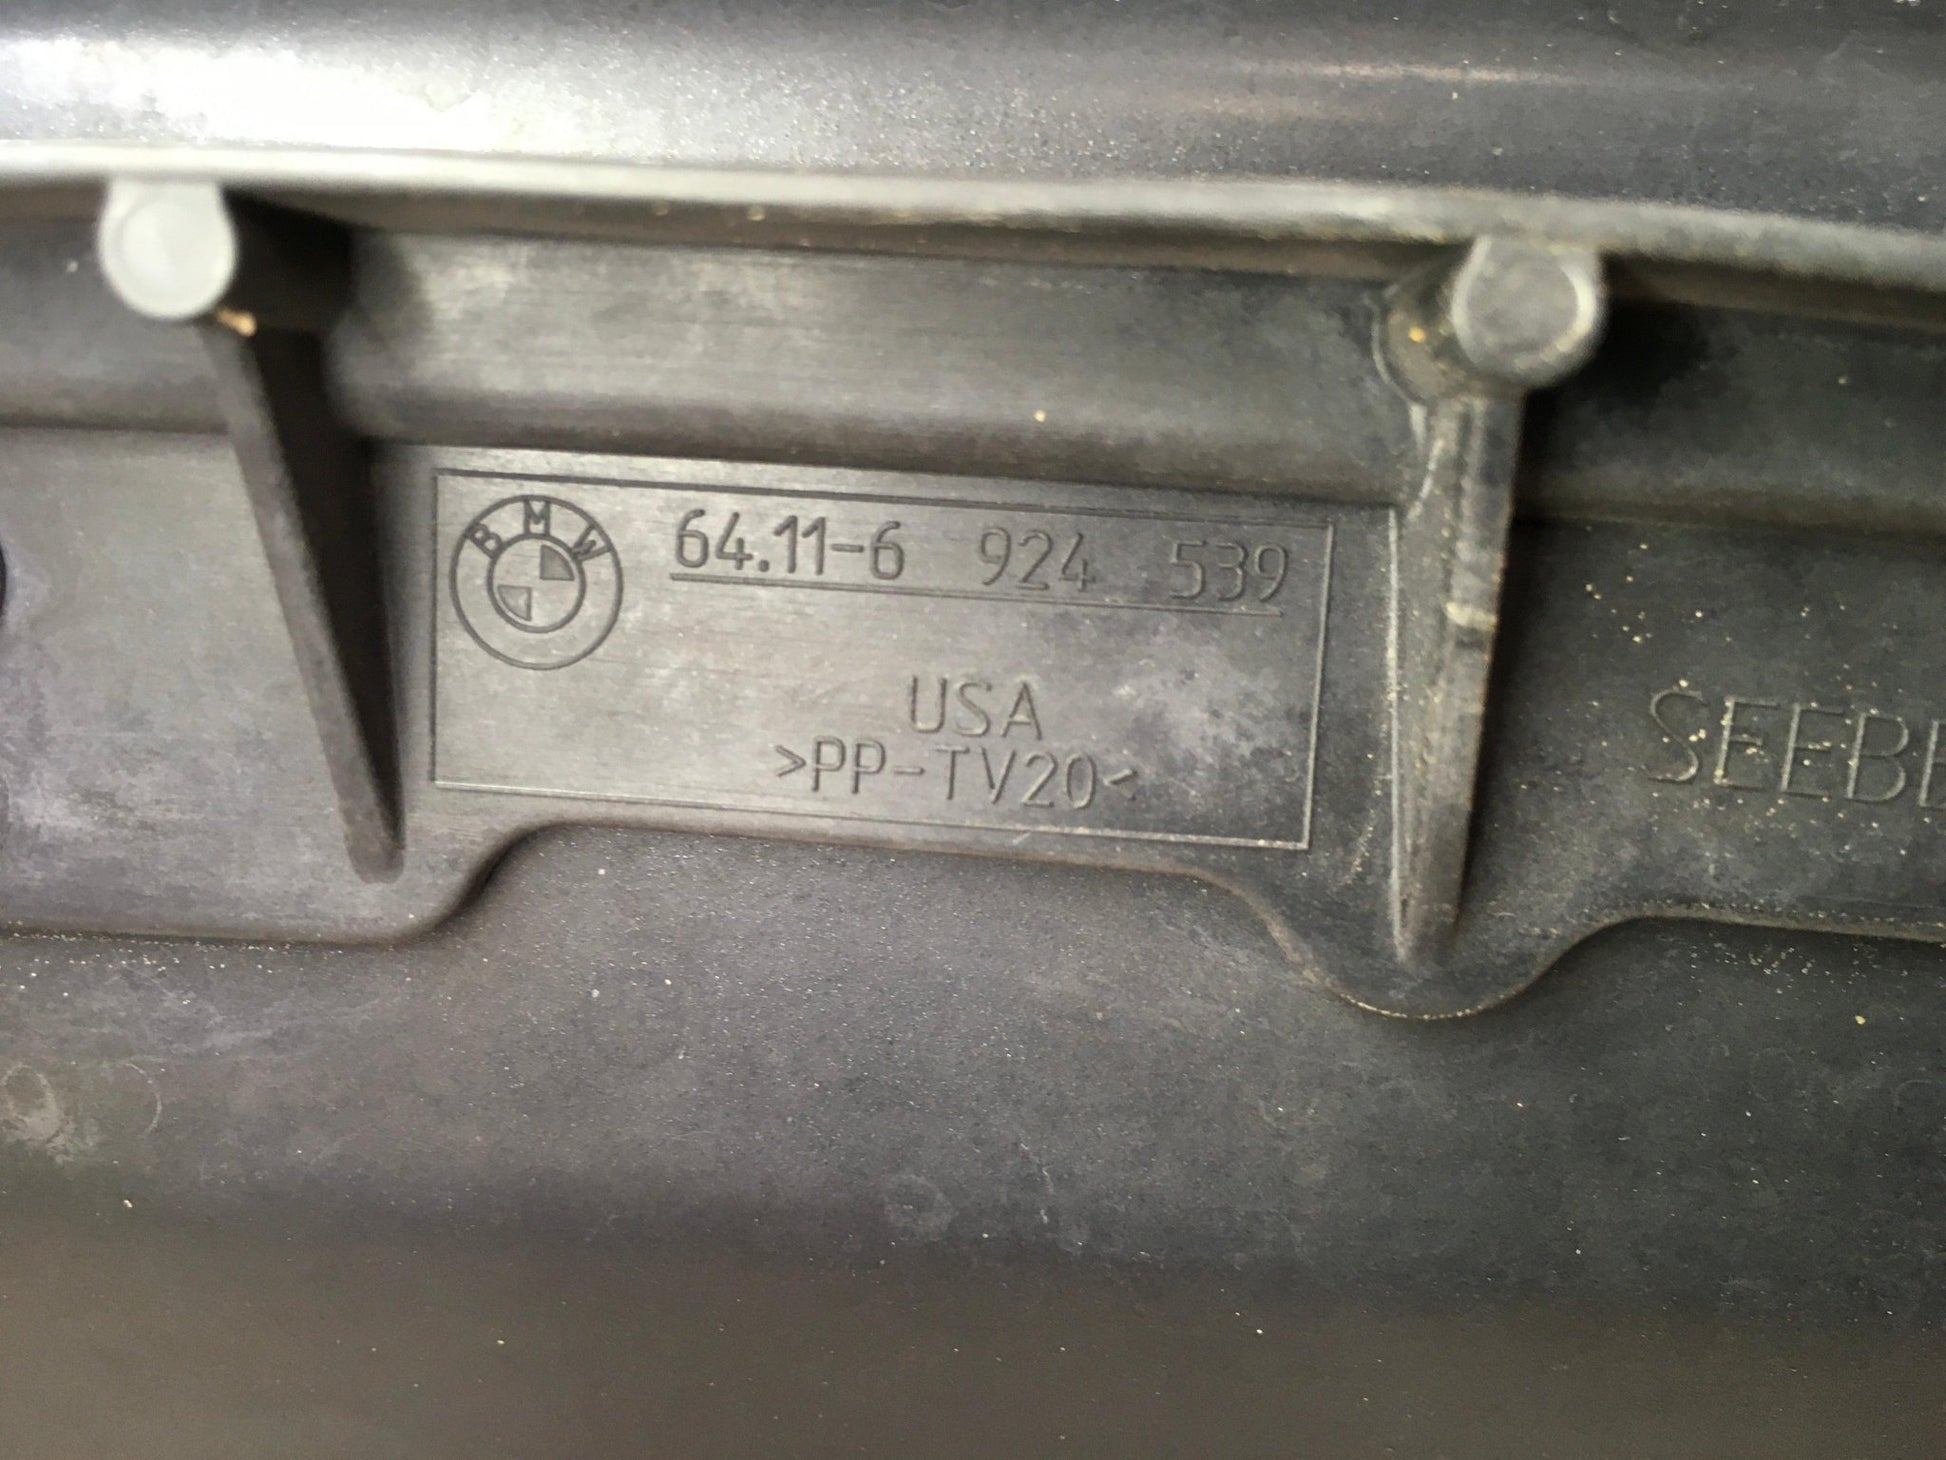 BMW
64.11-6 924 539
USA
>PP-TV20<
SEEB